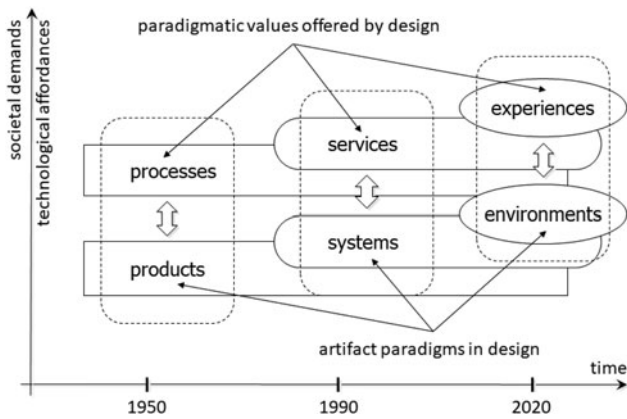 paradigmatic values offered by design
societal demands
technological affordances
experiences
services
processes
environments
systems
products
artifact paradigms in design
time
1950
1990
2020